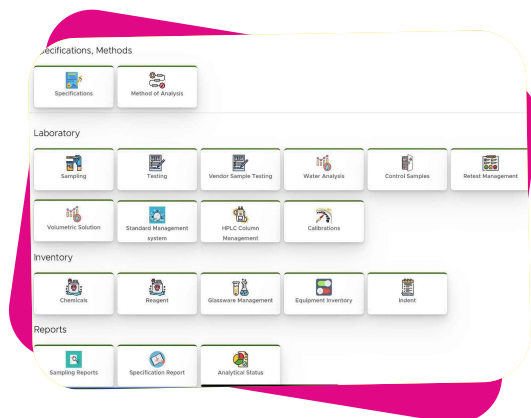 ecifications, Methods
Specifications
Method of Analysis
Laboratory
Sampling
Testing
Vendor Sample Testing
Water Analysis
Control Samples
Retest Management
Volumetric Solution
Standard Management
system
HPLC Column
Management
Calibrations
Inventory
Chemicals
Reagent
Glassware Management
Equipment Inventory
Indent
Reports
Sampling Reports
Specification Report
Analytical Status